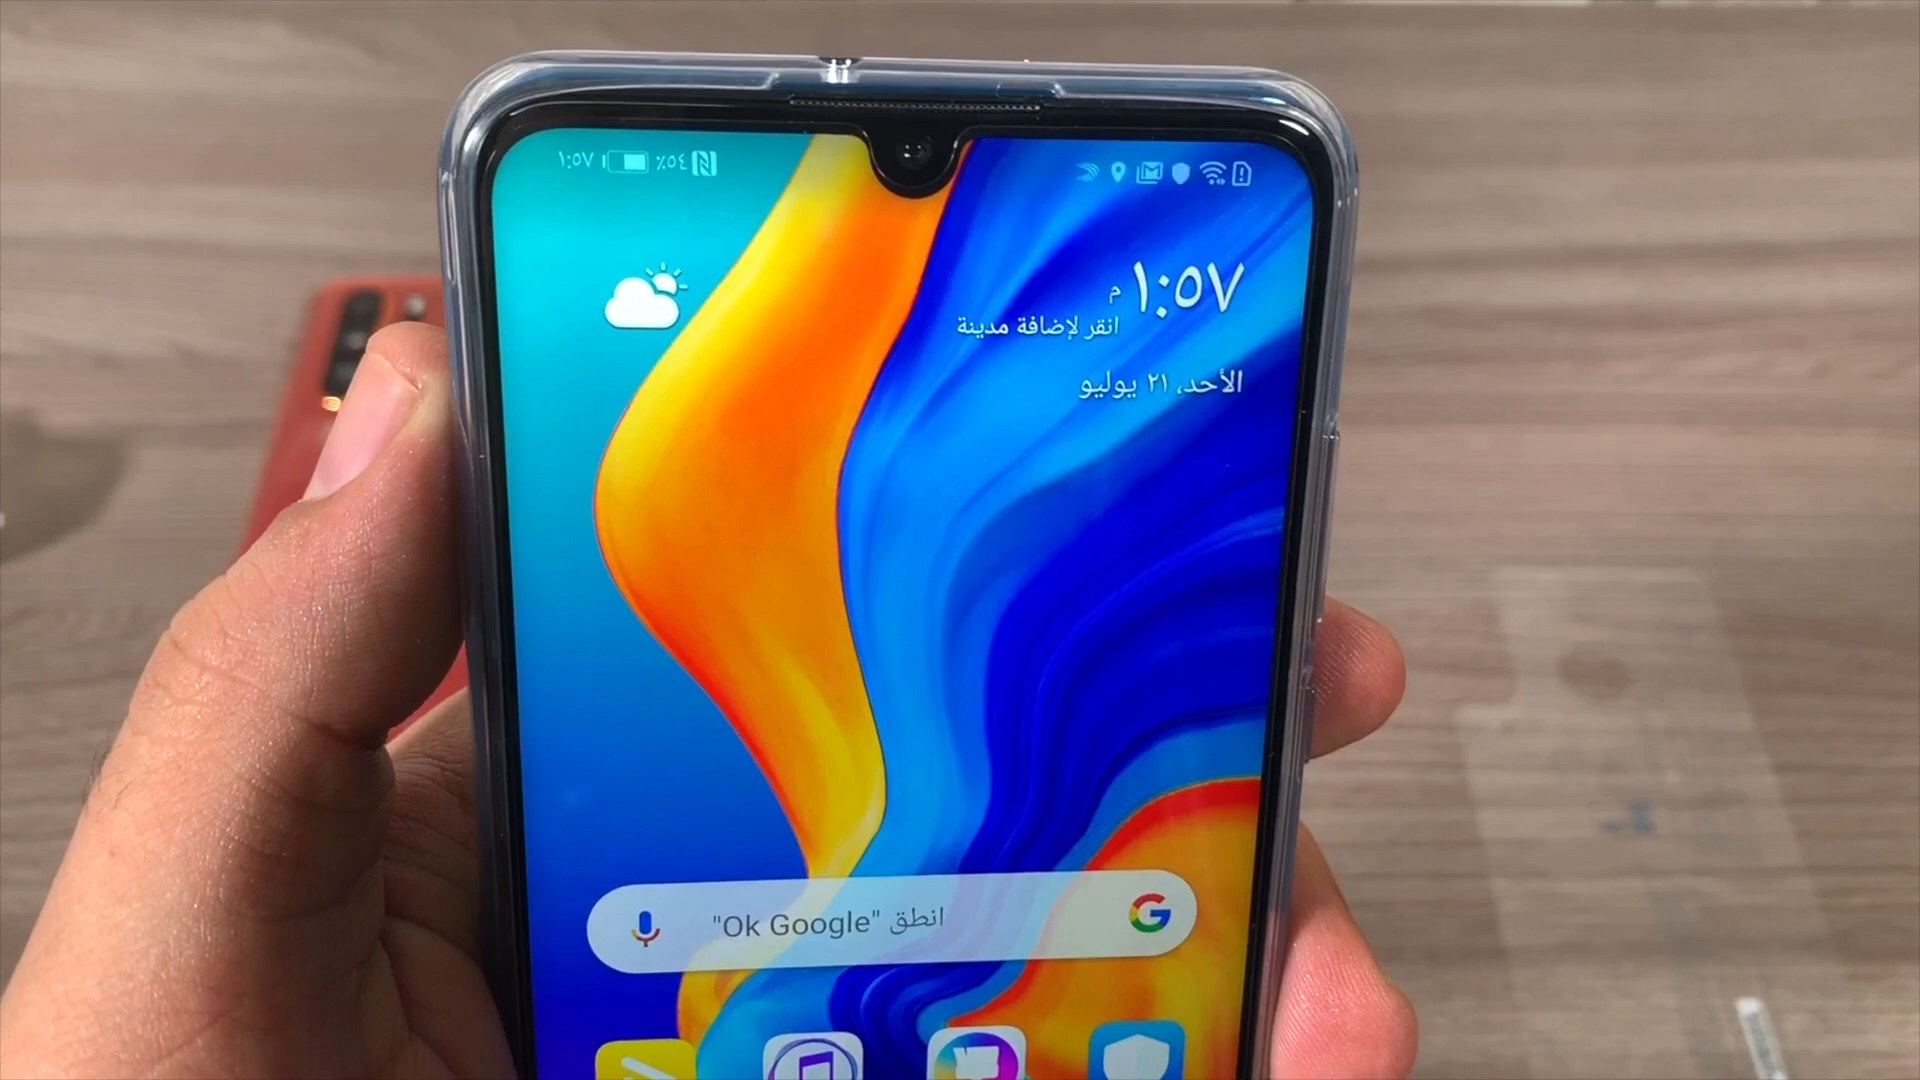 ١:٥٧ ٪٥٤
١:٥٧ م
انقر لإضافة مدينة
الأحد، ٢١ يوليو
انطق "Ok Google"